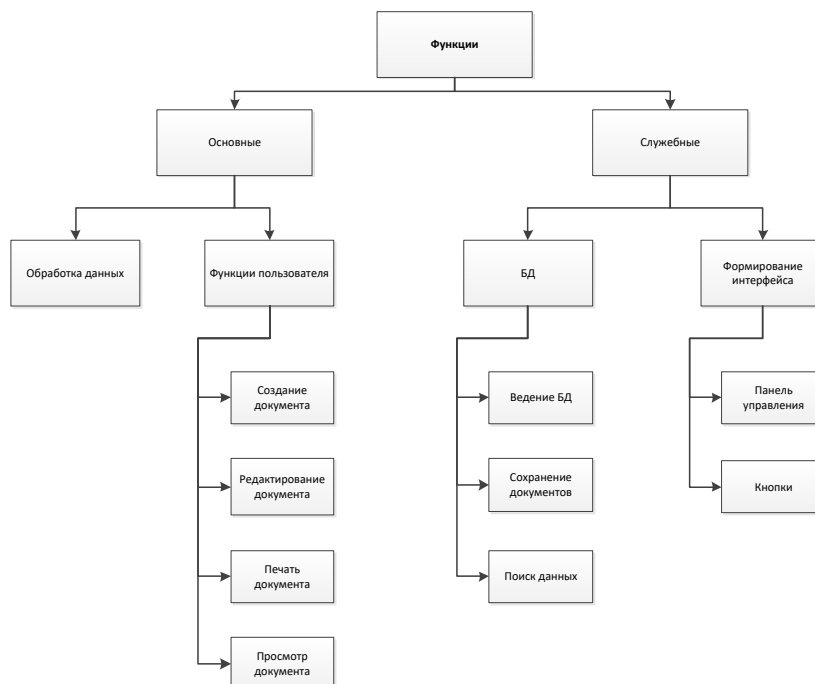 Функции
Основные
Служебные
Обработка данных
Функции пользователя
БД
Формирование
интерфейса
Создание
документа
Ведение БД
Панель
управления
Редактирование
документа
Сохранение
документов
Кнопки
Печать
документа
Поиск данных
Просмотр
документа